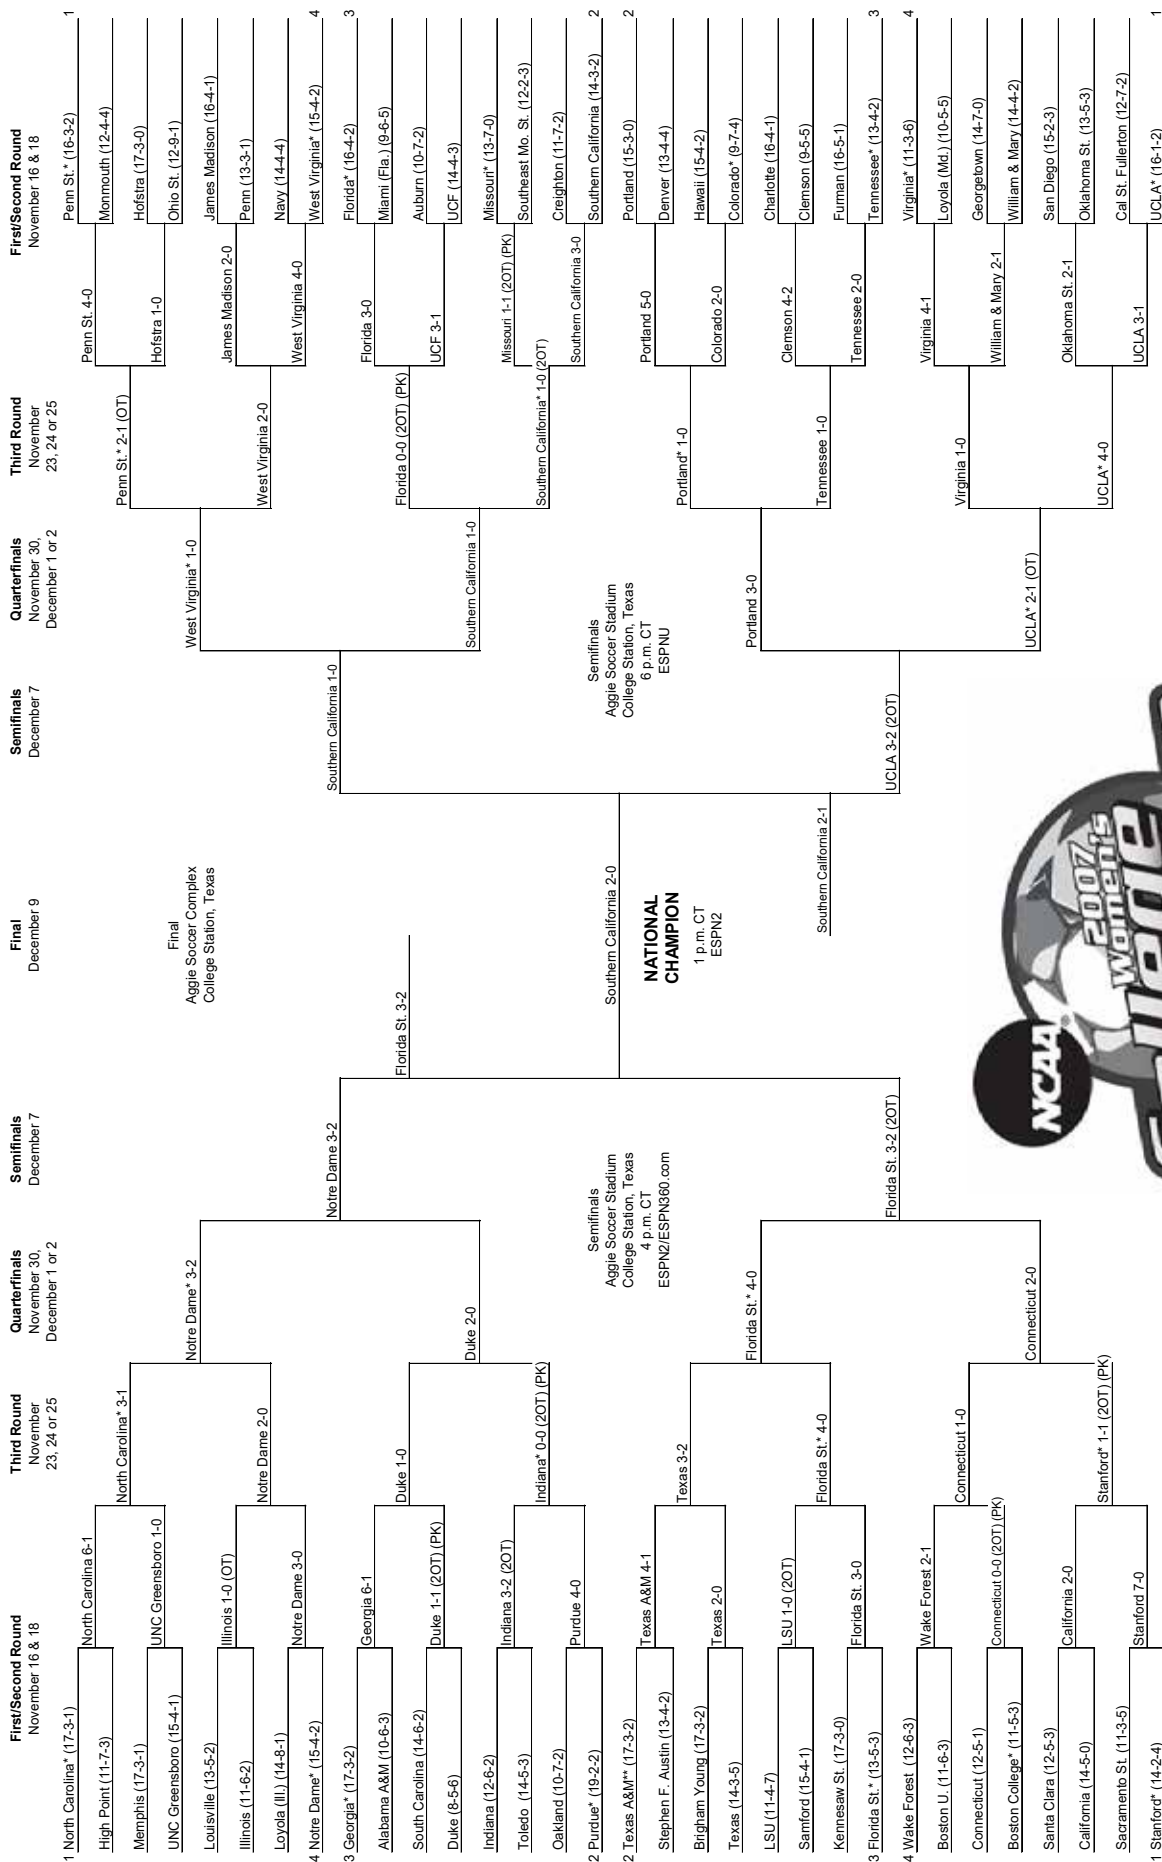 First/Second Round
November 16 & 18
Third Round
November
23, 24 or 25
Quarterfinals
November 30,
December 1 or 2
Semifinals
December 7
Final
December 9
Semifinals
December 7
Quarterfinals
November 30,
December 1 or 2
Third Round
November
23, 24 or 25
First/Second Round
November 16 & 18
1 North Carolina* (17-3-1)
High Point (11-7-3)
Memphis (17-3-1)
UNC Greensboro (15-4-1)
Louisville (13-5-2)
Illinois (11-6-2)
Loyola (Ill.) (14-8-1)
4 Notre Dame* (15-4-2)
3 Georgia* (17-3-2)
Alabama A&M (10-6-3)
South Carolina (14-6-2)
Duke (8-5-6)
Indiana (12-6-2)
Toledo (14-5-3)
Oakland (10-7-2)
2 Purdue* (19-2-2)
2 Texas A&M** (17-3-2)
Stephen F. Austin (13-4-2)
Brigham Young (17-3-2)
Texas (14-3-5)
LSU (11-4-7)
Samford (15-4-1)
Kennesaw St. (17-3-0)
3 Florida St.* (13-5-3)
4 Wake Forest (12-6-3)
Boston U. (11-6-3)
Connecticut (12-5-1)
Boston College* (11-5-3)
Santa Clara (12-5-3)
California (14-5-0)
Sacramento St. (11-3-5)
1 Stanford* (14-2-4)
North Carolina 6-1
UNC Greensboro 1-0
Illinois 1-0 (OT)
Notre Dame 3-0
Georgia 6-1
Duke 1-1 (2OT) (PK)
Indiana 3-2 (2OT)
Purdue 4-0
Texas A&M 4-1
Texas 2-0
LSU 1-0 (2OT)
Florida St. 3-0
Wake Forest 2-1
Connecticut 0-0 (2OT) (PK)
California 2-0
Stanford 7-0
North Carolina* 3-1
Notre Dame 2-0
Duke 1-0
Indiana* 0-0 (2OT) (PK)
Texas 3-2
Florida St.* 4-0
Connecticut 1-0
Stanford* 1-1 (2OT) (PK)
Notre Dame* 3-2
Duke 2-0
Florida St.* 4-0
Connecticut 2-0
Notre Dame 3-2
Florida St. 3-2 (2OT)
Semifinals
Aggie Soccer Stadium
College Station, Texas
4 p.m. CT
ESPN2/ESPN360.com
Florida St. 3-2
Final
Aggie Soccer Complex
College Station, Texas
Southern California 2-0
NATIONAL
CHAMPION
1 p.m. CT
ESPN2
Southern California 2-1
Southern California 1-0
UCLA 3-2 (2OT)
Semifinals
Aggie Soccer Stadium
College Station, Texas
6 p.m. CT
ESPNU
West Virginia* 1-0
Southern California 1-0
Portland 3-0
UCLA* 2-1 (OT)
Penn St.* 2-1 (OT)
West Virginia 2-0
Florida 0-0 (2OT) (PK)
Southern California* 1-0 (2OT)
Portland* 1-0
Tennessee 1-0
Virginia 1-0
UCLA* 4-0
Penn St. 4-0
Hofstra 1-0
James Madison 2-0
West Virginia 4-0
Florida 3-0
UCF 3-1
Missouri 1-1 (2OT) (PK)
Southern California 3-0
Portland 5-0
Colorado 2-0
Clemson 4-2
Tennessee 2-0
Virginia 4-1
William & Mary 2-1
Oklahoma St. 2-1
UCLA 3-1
Penn St.* (16-3-2) 1
Monmouth (12-4-4)
Hofstra (17-3-0)
Ohio St. (12-9-1)
James Madison (16-4-1)
Penn (13-3-1)
Navy (14-4-4)
West Virginia* (15-4-2) 4
Florida* (16-4-2) 3
Miami (Fla.) (9-6-5)
Auburn (10-7-2)
UCF (14-4-3)
Missouri* (13-7-0)
Southeast Mo. St. (12-2-3)
Creighton (11-7-2)
Southern California (14-3-2) 2
Portland (15-3-0) 2
Denver (13-4-4)
Hawaii (15-4-2)
Colorado* (9-7-4)
Charlotte (16-4-1)
Clemson (9-5-5)
Furman (16-5-1)
Tennessee* (13-4-2) 3
Virginia* (11-3-6) 4
Loyola (Md.) (10-5-5)
Georgetown (14-7-0)
William & Mary (14-4-2)
San Diego (15-2-3)
Oklahoma St. (13-5-3)
Cal St. Fullerton (12-7-2)
UCLA* (16-1-2) 1
NCAA
2007
women's